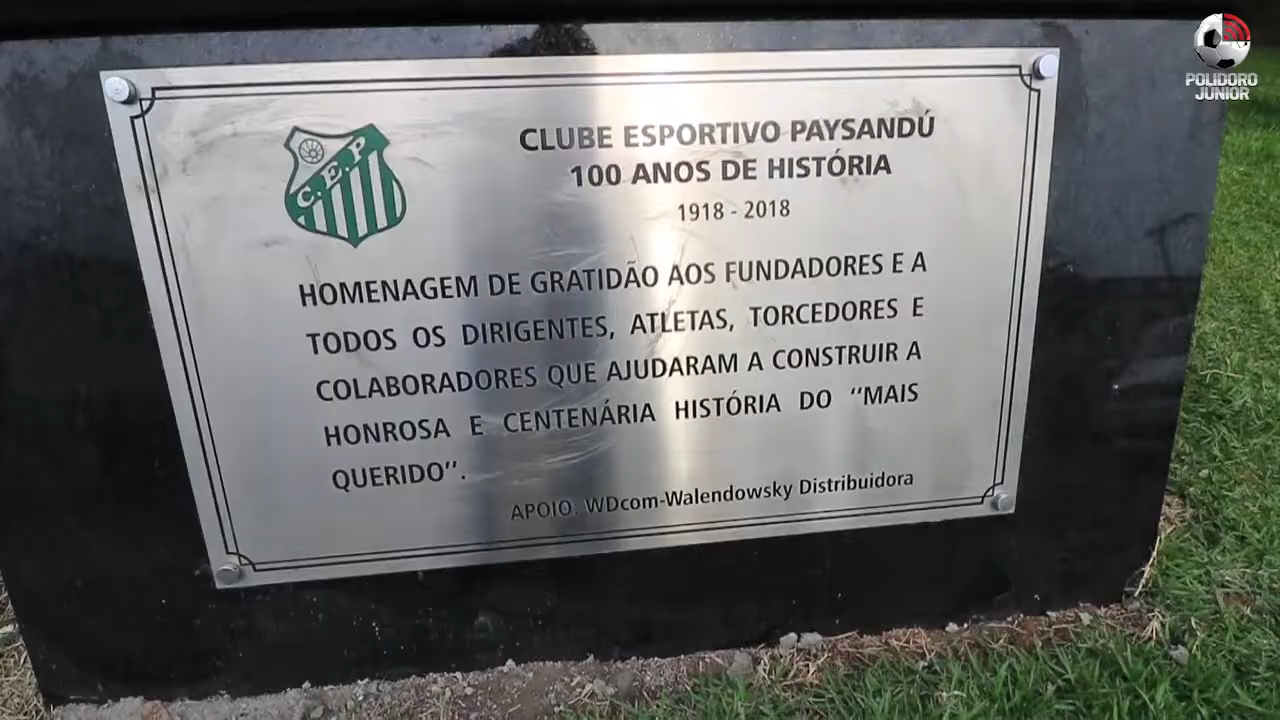 POLIDORO
JUNIOR
C.E.P
CLUBE ESPORTIVO PAYSANDÚ
100 ANOS DE HISTÓRIA
1918 - 2018
HOMENAGEM DE GRATIDÃO AOS FUNDADORES E A
TODOS OS DIRIGENTES, ATLETAS, TORCEDORES E
COLABORADORES QUE AJUDARAM A CONSTRUIR A
HONROSA E CENTENÁRIA HISTÓRIA DO “MAIS
QUERIDO”.
APOIO: WDcom-Walendowsky Distribuidora